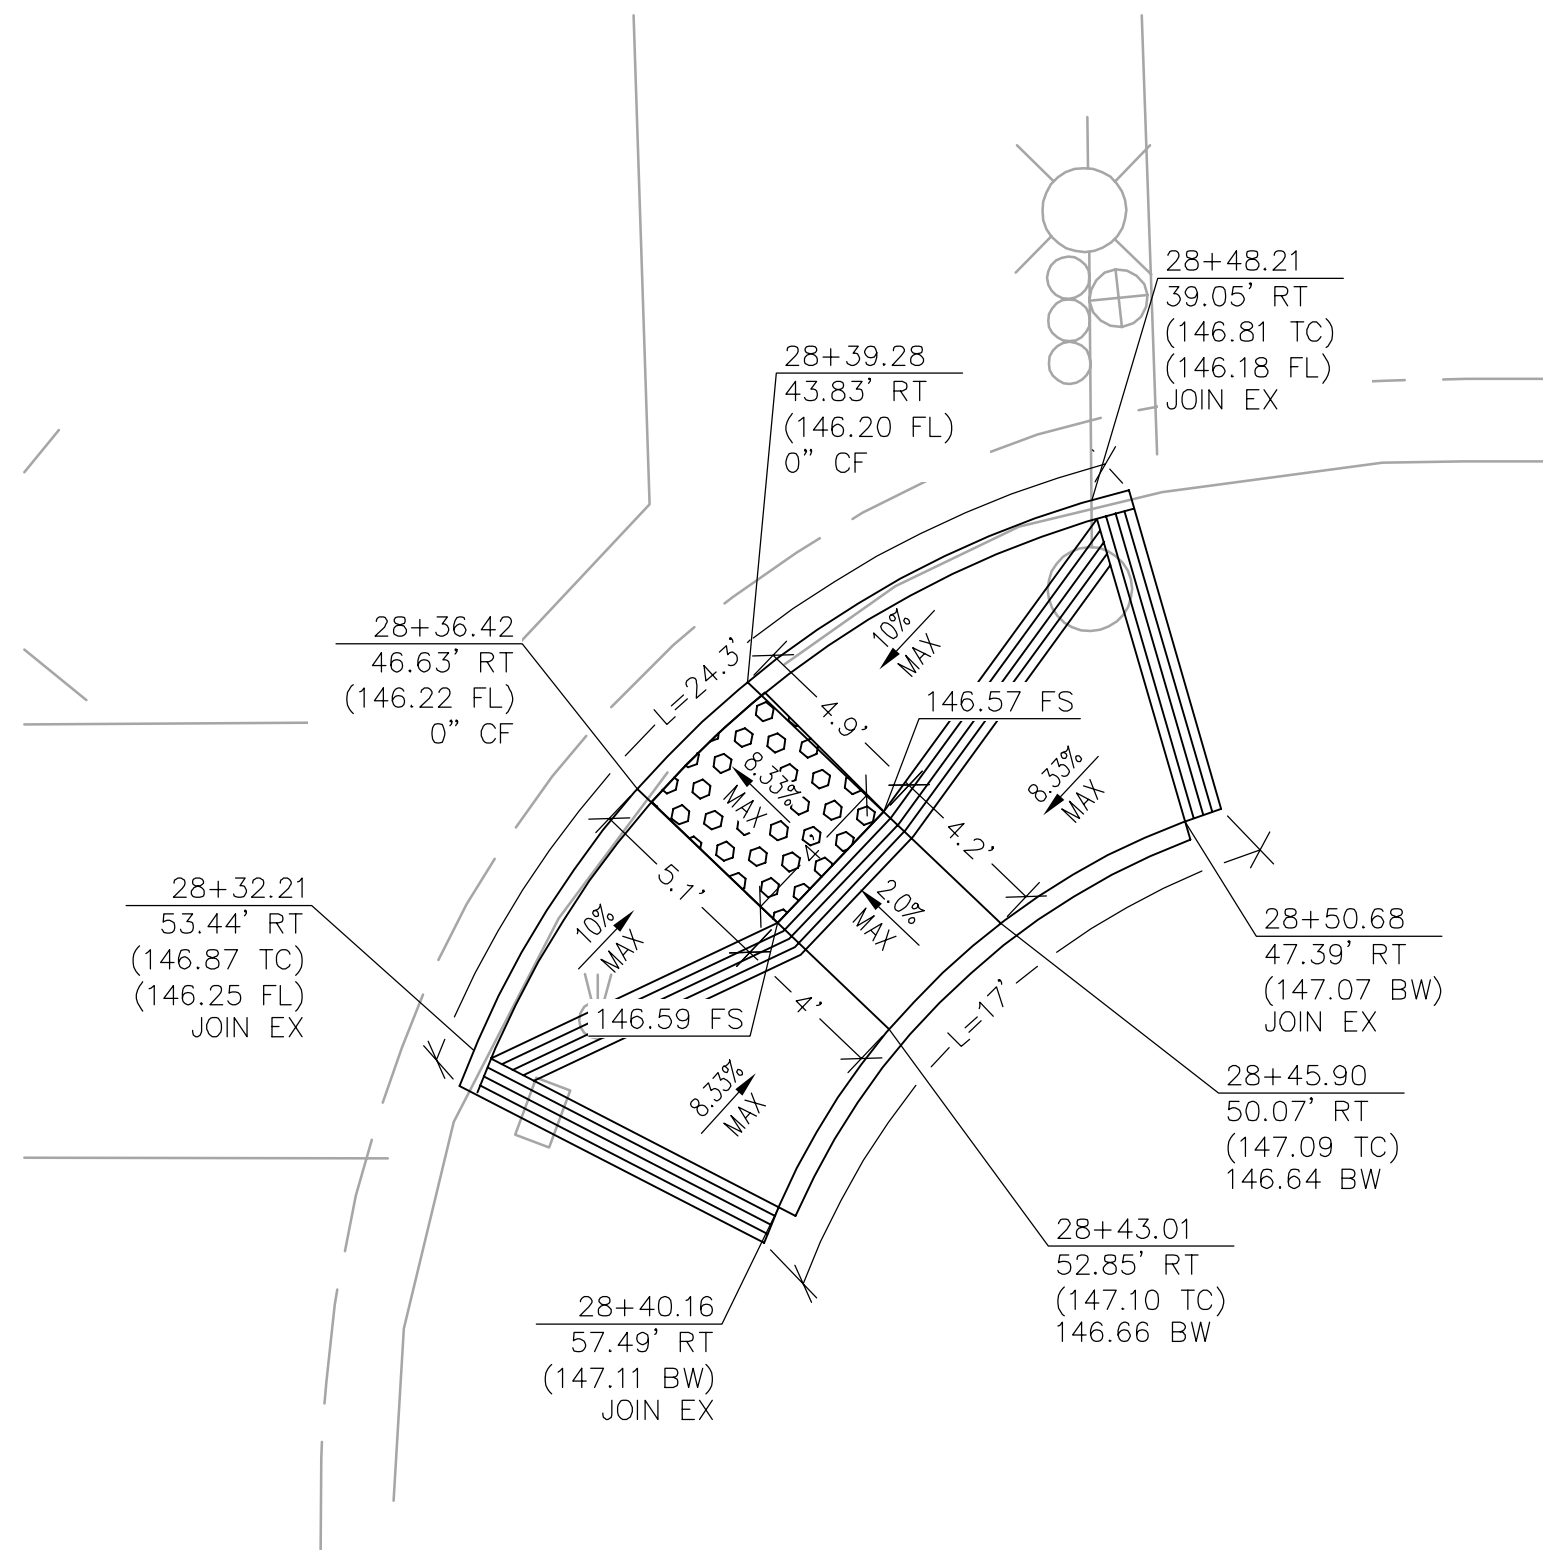 28+48.21
39.05' RT
(146.81 TC)
(146.18 FL)
JOIN EX
28+39.28
43.83' RT
(146.20 FL)
0" CF
28+36.42
46.63' RT
(146.22 FL)
0" CF
L=24.3'
10%
MAX
4.9'
146.57 FS
8.33%
MAX
8.33%
MAX
4'
4.2'
5.1'
2.0%
MAX
10%
MAX
28+32.21
53.44' RT
(146.87 TC)
(146.25 FL)
JOIN EX
28+50.68
47.39' RT
(147.07 BW)
JOIN EX
146.59 FS
4'
L=17'
8.33%
MAX
28+45.90
50.07' RT
(147.09 TC)
146.64 BW
28+43.01
52.85' RT
(147.10 TC)
146.66 BW
28+40.16
57.49' RT
(147.11 BW)
JOIN EX